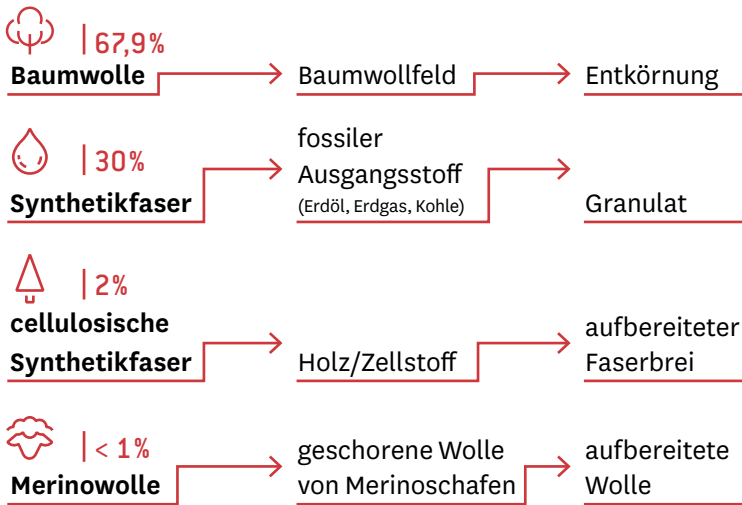 67,9%
Baumwolle
Baumwollfeld
Entkörnung
30%
Synthetikfaser
fossiler
Ausgangsstoff
(Erdöl, Erdgas, Kohle)
Granulat
2%
cellulosische
Synthetikfaser
Holz/Zellstoff
aufbereiteter
Faserbrei
< 1%
Merinowolle
geschorene Wolle
von Merinoschafen
aufbereitete
Wolle